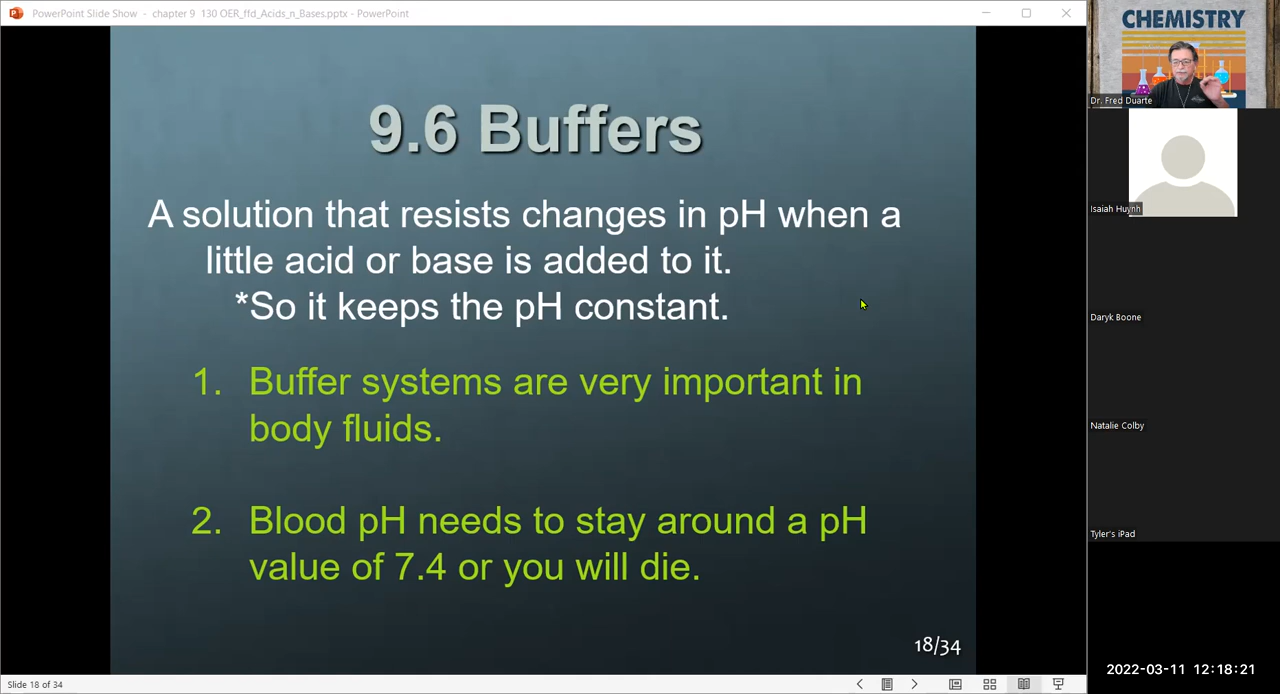 PowerPoint Slide Show - chapter 9 130 OER_ffd_Acids_n_Bases.pptx - PowerPoint
9.6 Buffers
A solution that resists changes in pH when a
little acid or base is added to it.
*So it keeps the pH constant.
1. Buffer systems are very important in
body fluids.
2. Blood pH needs to stay around a pH
value of 7.4 or you will die.
18/34
Slide 18 of 34
CHEMISTRY
Dr. Fred Duarte
Isaiah Huynh
Daryk Boone
Natalie Colby
Tyler's iPad
2022-03-11 12:18:21